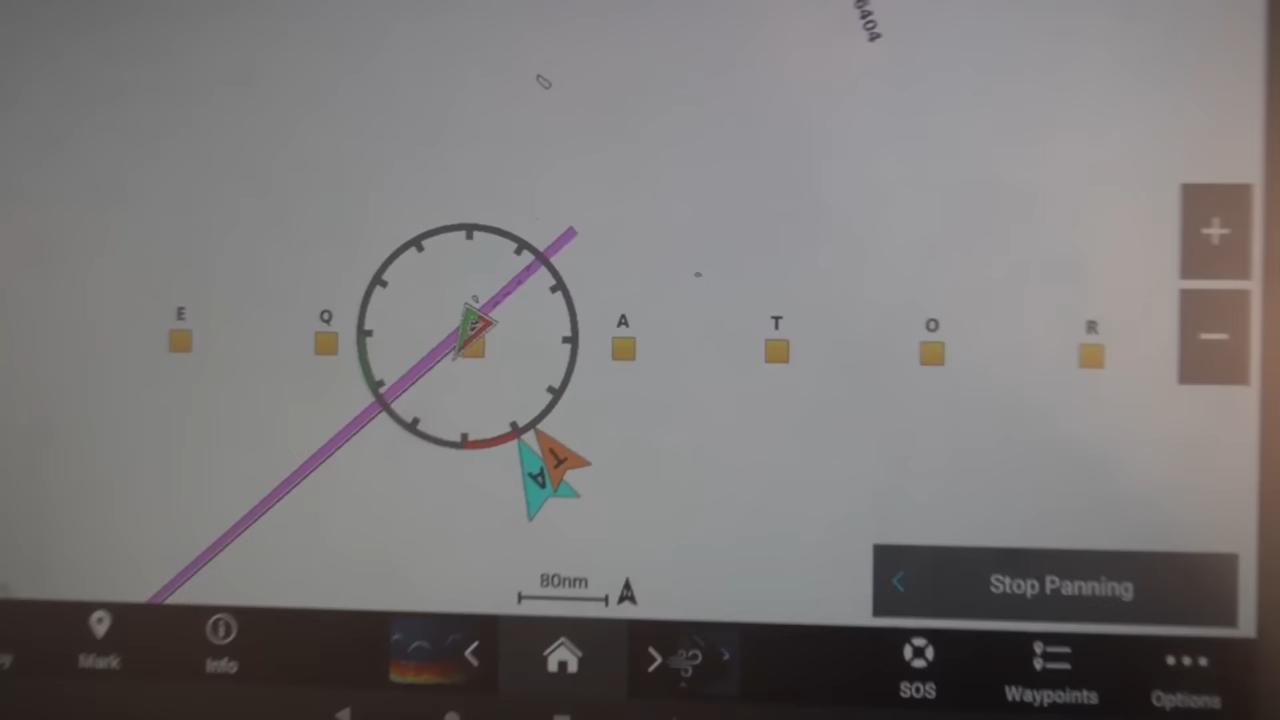 6404
E
Q
A
T
O
R
T
A
80nm
N
Stop Panning
Mark
Info
SOS
Waypoints
Options